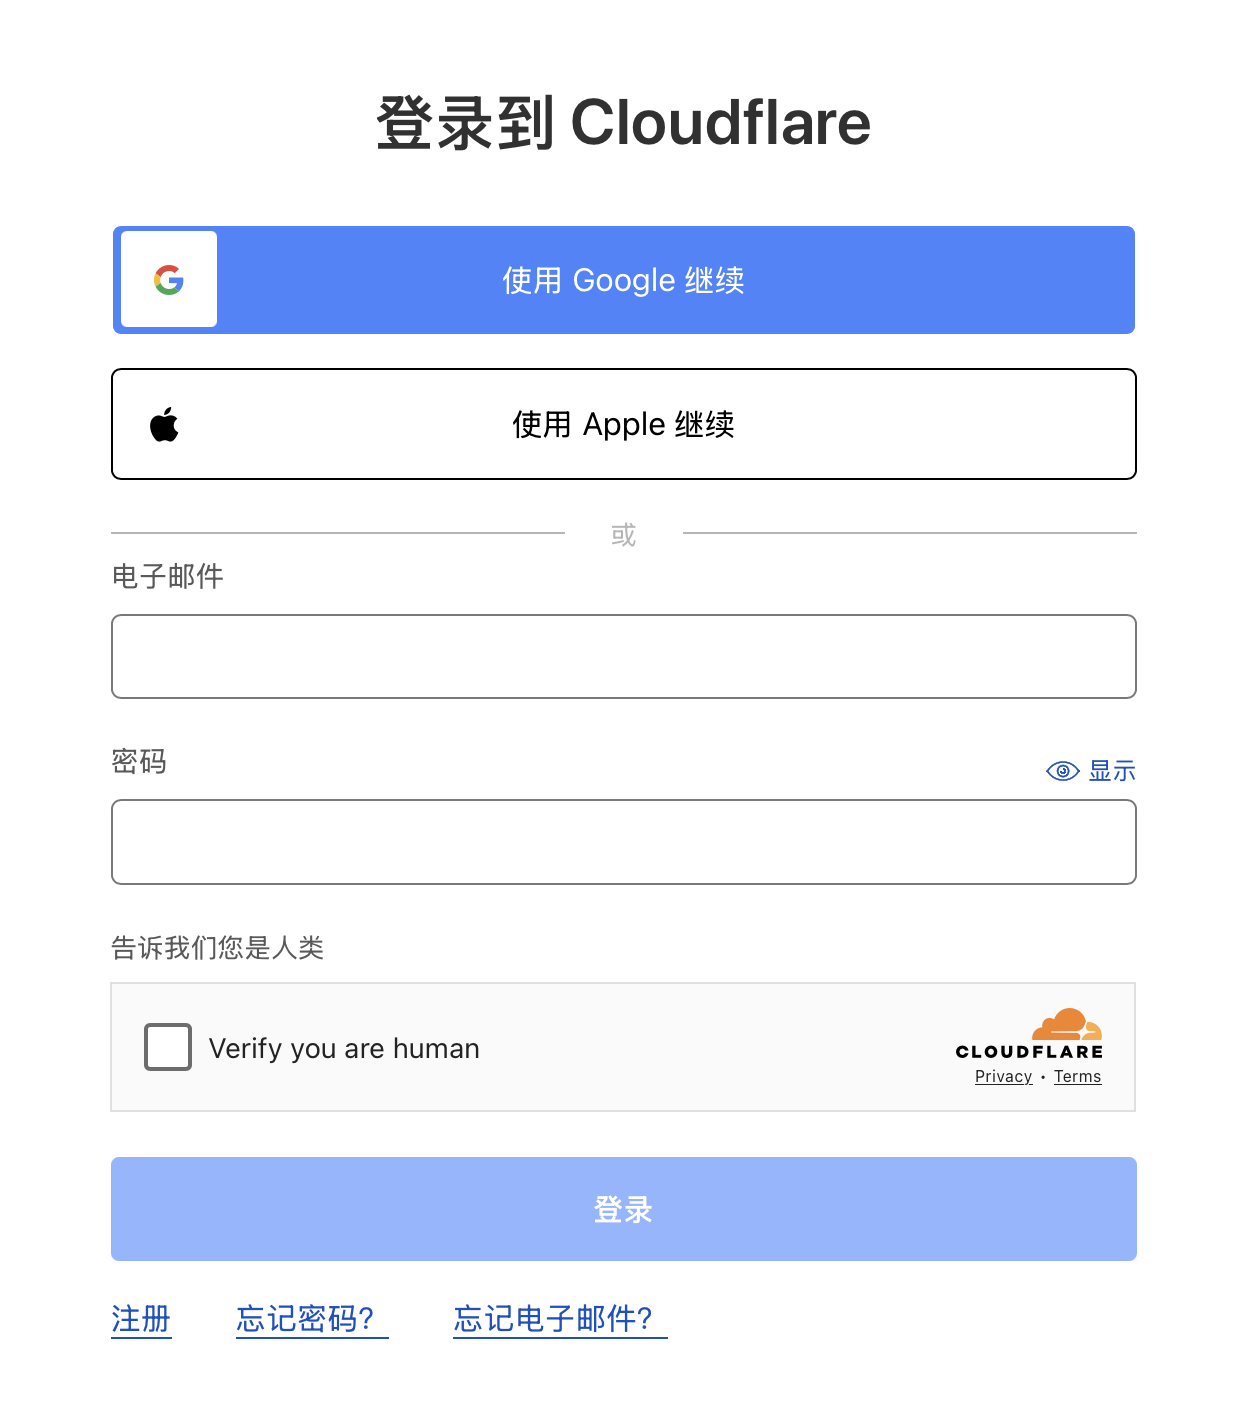 登录到 Cloudflare
使用 Google 继续
使用 Apple 继续
或
电子邮件
密码
显示
告诉我们您是人类
Verify you are human
CLOUDFLARE
Privacy • Terms
登录
注册 忘记密码？ 忘记电子邮件？